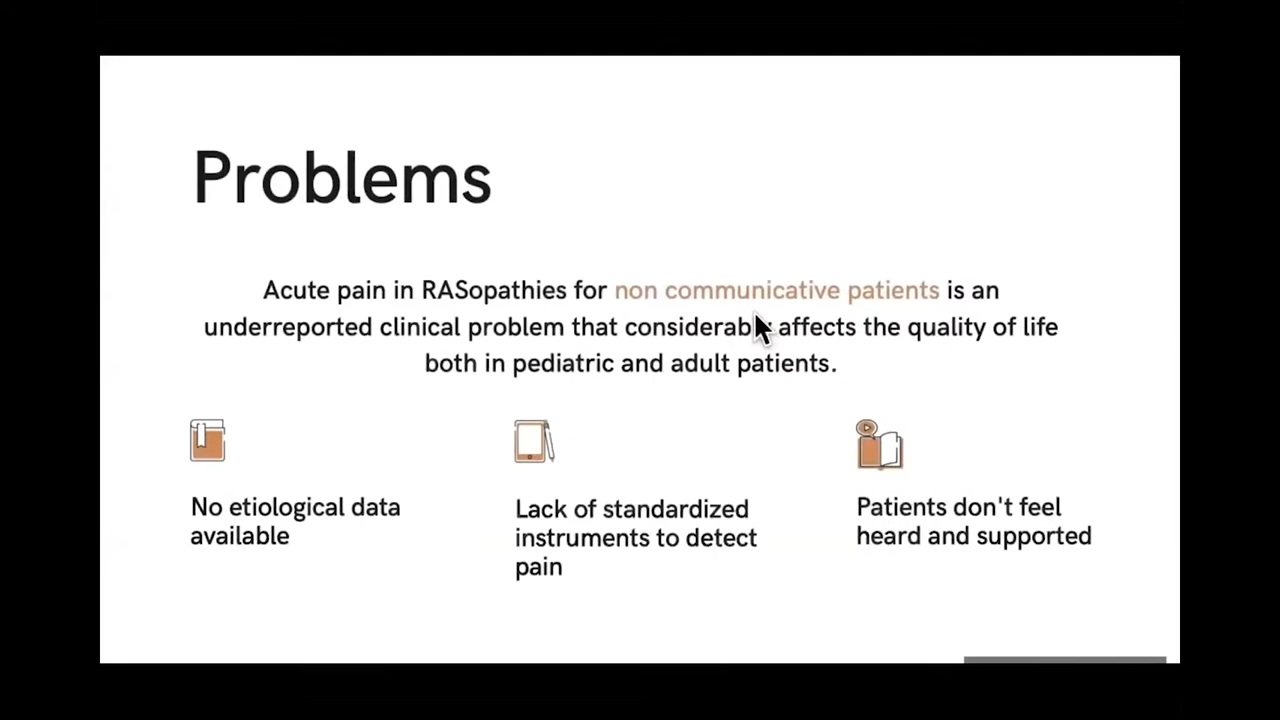 Problems
Acute pain in RASopathies for non communicative patients is an
underreported clinical problem that considerably affects the quality of life
both in pediatric and adult patients.
No etiological data
available
Lack of standardized
instruments to detect
pain
Patients don't feel
heard and supported